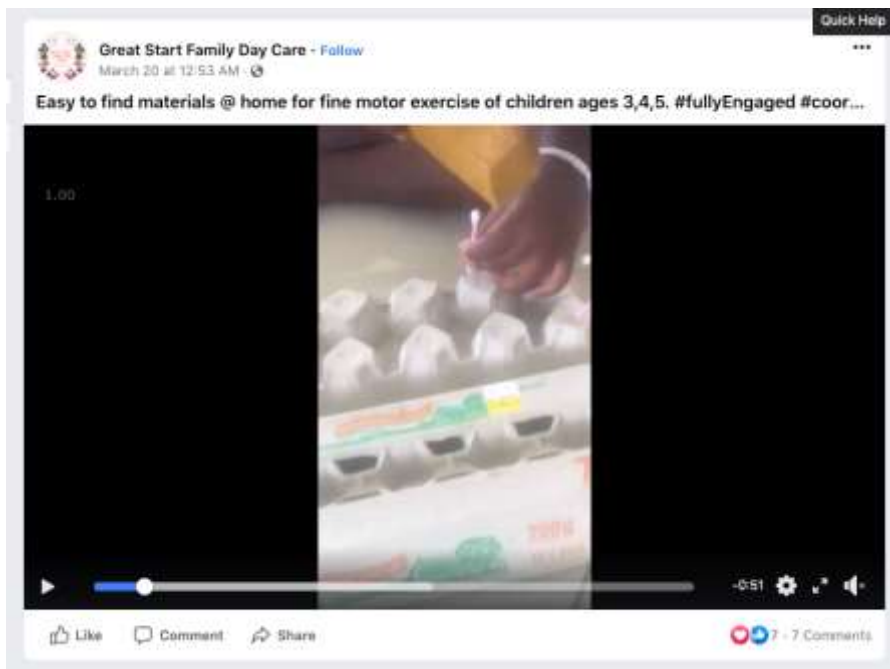 Quick Help
Great Start Family Day Care - Follow
March 20 at 12:53 AM ·
Easy to find materials @ home for fine motor exercise of children ages 3,4,5. #fullyEngaged #coor...
1.00
-0:51
Like Comment Share 7 · 7 Comments